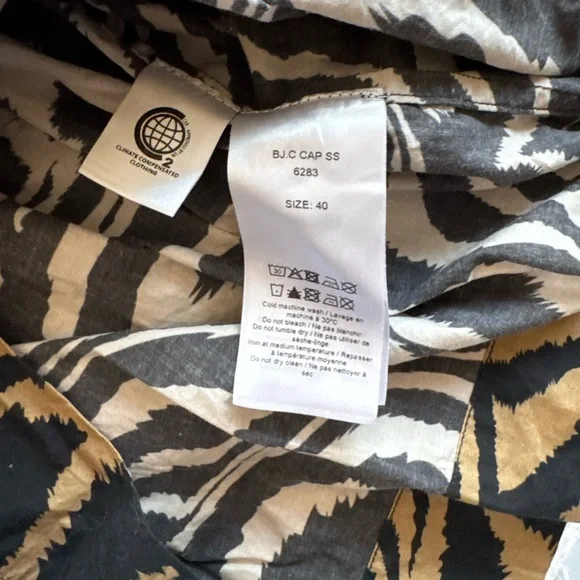 CLIMATE COMPENSATED
CLOTHING
2
BJ.C CAP SS
6283
SIZE: 40
30
Cold machine wash / Lavage en
machine à 30°C
Do not bleach / Ne pas blanchir
Do not tumble dry / Ne pas utiliser de
sèche-linge
Iron at medium temperature / Repasser
à température moyenne
Do not dry clean / Ne pas nettoyer à
sec